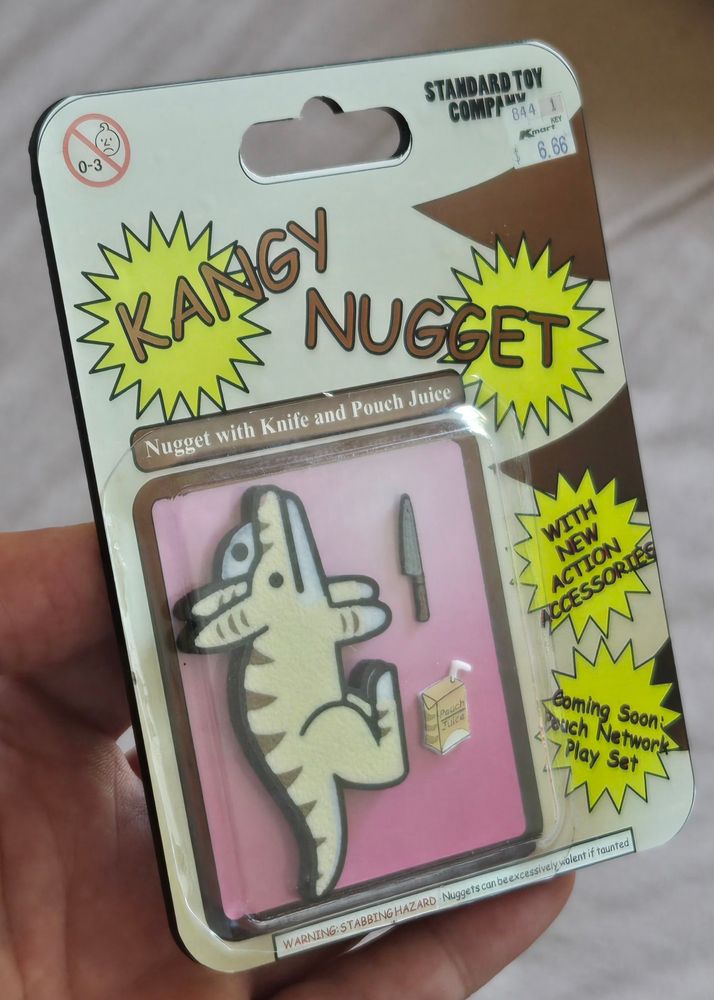 STANDARD TOY
COMPANY
844 1
KEY
Kmart
$ 6.66
0-3
KANGY
NUGGET
Nugget with Knife and Pouch Juice
WITH
NEW
ACTION
ACCESSORIES
Pouch
Juice
Coming Soon:
Pouch Network
Play Set
WARNING: STABBING HAZARD Nuggets can be excessively violent if taunted